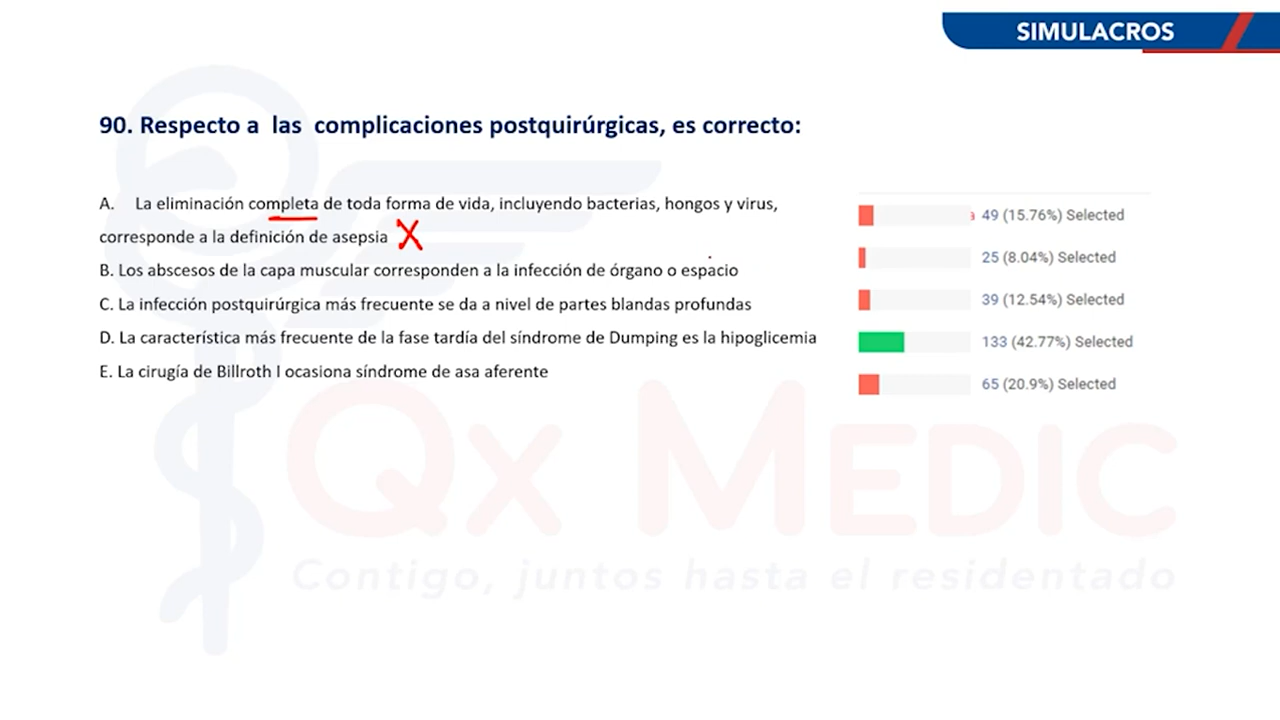 SIMULACROS
90. Respecto a las complicaciones postquirúrgicas, es correcto:
A. La eliminación completa de toda forma de vida, incluyendo bacterias, hongos y virus,
corresponde a la definición de asepsia X
B. Los abscesos de la capa muscular corresponden a la infección de órgano o espacio
C. La infección postquirúrgica más frecuente se da a nivel de partes blandas profundas
D. La característica más frecuente de la fase tardía del síndrome de Dumping es la hipoglicemia
E. La cirugía de Billroth I ocasiona síndrome de asa aferente
a 49 (15.76%) Selected
25 (8.04%) Selected
39 (12.54%) Selected
133 (42.77%) Selected
65 (20.9%) Selected
Qx MEDIC
Contigo, juntos hasta el residentado